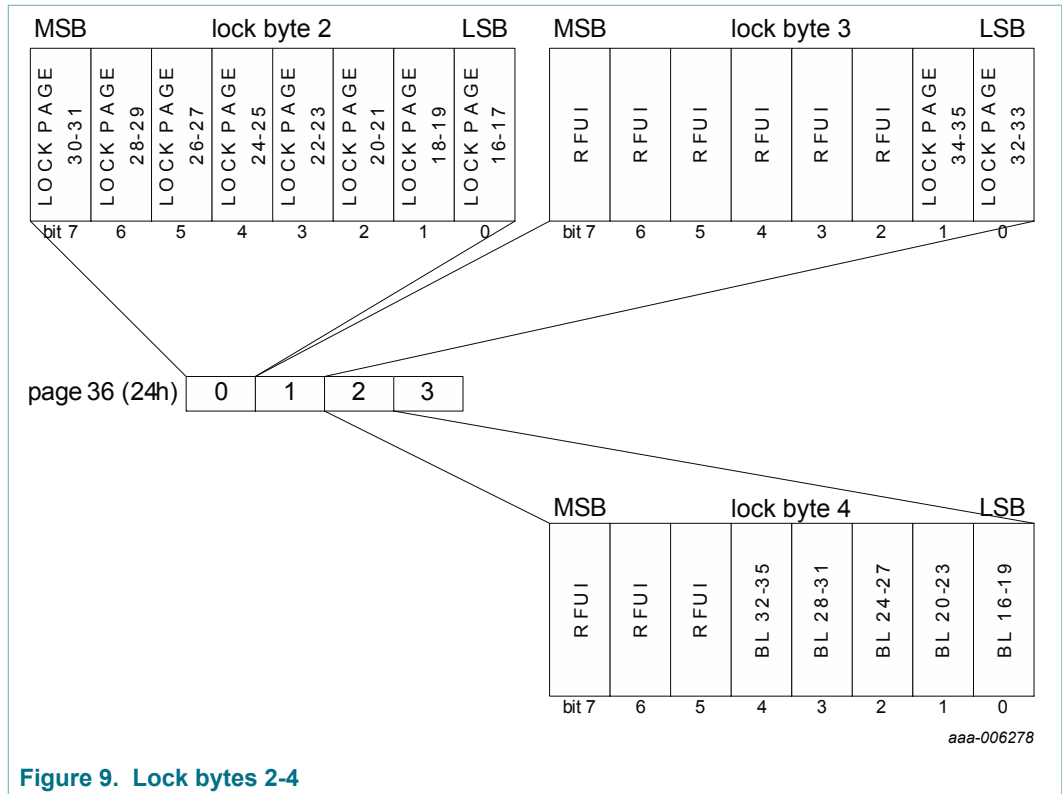 MSB lock byte 2 LSB
LOCK PAGE 30-31
LOCK PAGE 28-29
LOCK PAGE 26-27
LOCK PAGE 24-25
LOCK PAGE 22-23
LOCK PAGE 20-21
LOCK PAGE 18-19
LOCK PAGE 16-17
bit 7 6 5 4 3 2 1 0
MSB lock byte 3 LSB
RFUI
RFUI
RFUI
RFUI
RFUI
RFUI
LOCK PAGE 34-35
LOCK PAGE 32-33
bit 7 6 5 4 3 2 1 0
page 36 (24h) 0 1 2 3
MSB lock byte 4 LSB
RFUI
RFUI
RFUI
BL 32-35
BL 28-31
BL 24-27
BL 20-23
BL 16-19
bit 7 6 5 4 3 2 1 0
aaa-006278
Figure 9. Lock bytes 2-4